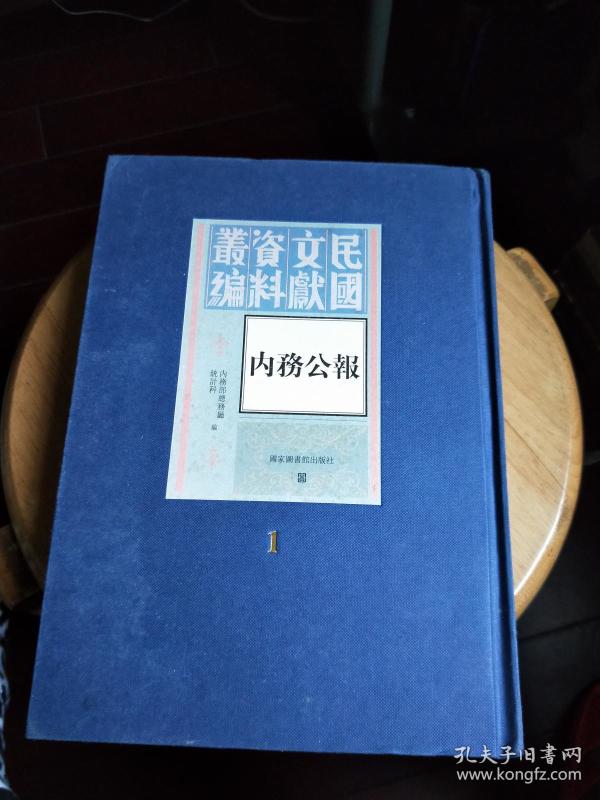 民國文獻資料叢編
内務公報
内務部總務廳
統計科 編
國家圖書館出版社
1
孔夫子旧書网
www.kongfz.com